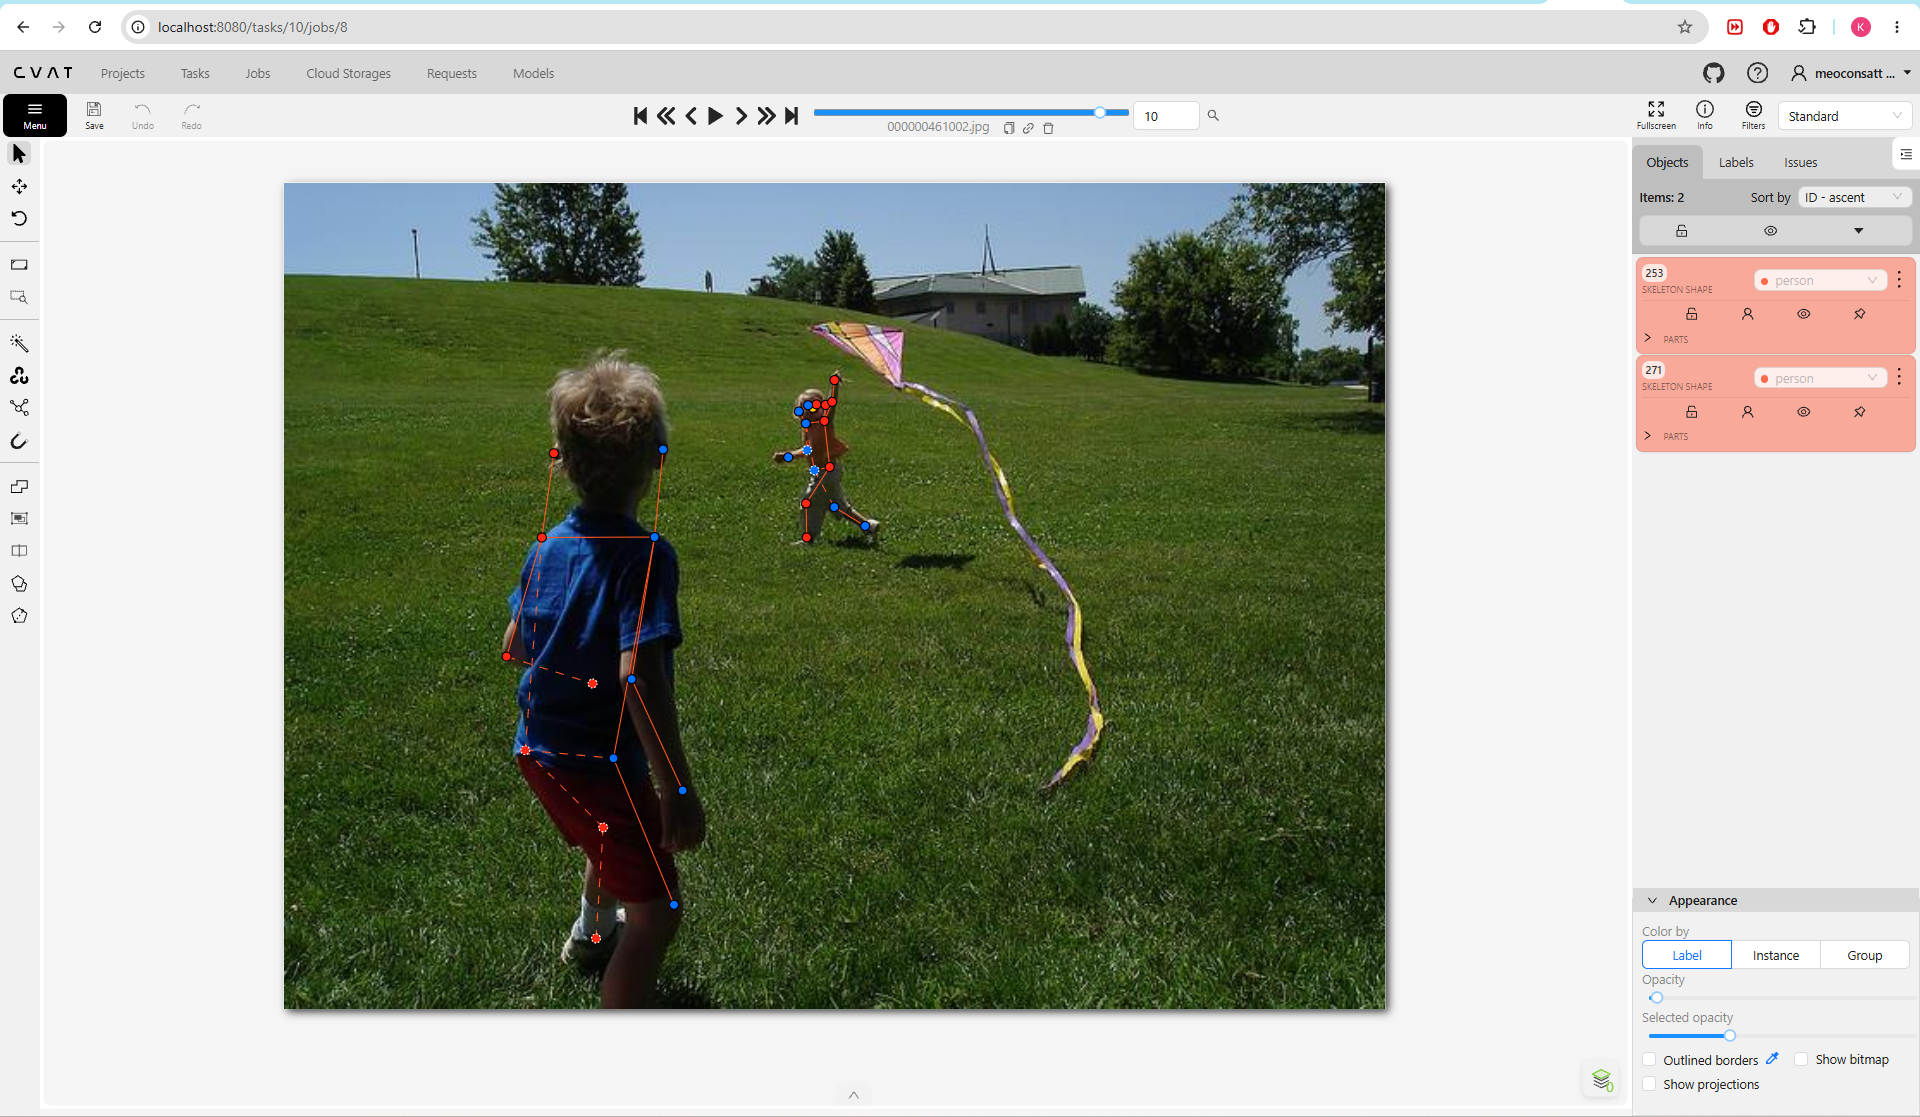 localhost:8080/tasks/10/jobs/8
K
CVAT Projects Tasks Jobs Cloud Storages Requests Models meoconsatt ...
Menu Save Undo Redo 10 Fullscreen Info Filters Standard
000000461002.jpg
Objects Labels Issues
Items: 2 Sort by ID - ascent
253 person
SKELETON SHAPE
PARTS
271 person
SKELETON SHAPE
PARTS
Appearance
Color by
Label Instance Group
Opacity
Selected opacity
Outlined borders Show bitmap
Show projections
0